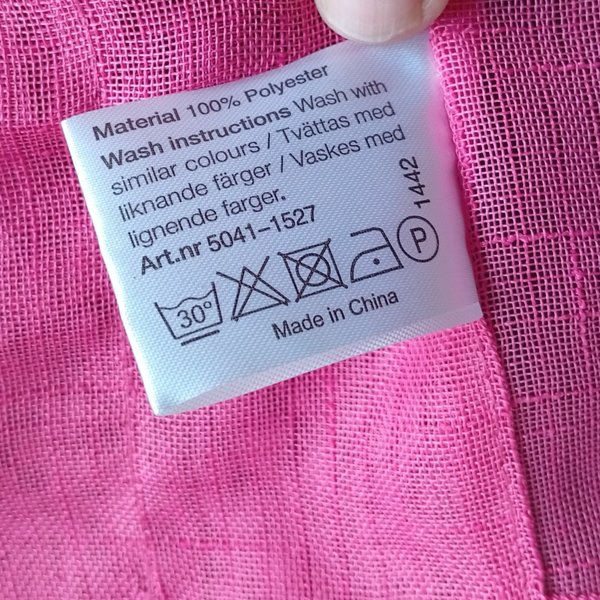 Material 100% Polyester
Wash instructions Wash with
similar colours / Tvättas med
liknande färger / Vaskes med
lignende farger.
Art.nr 5041-1527
1442
30°
P
Made in China